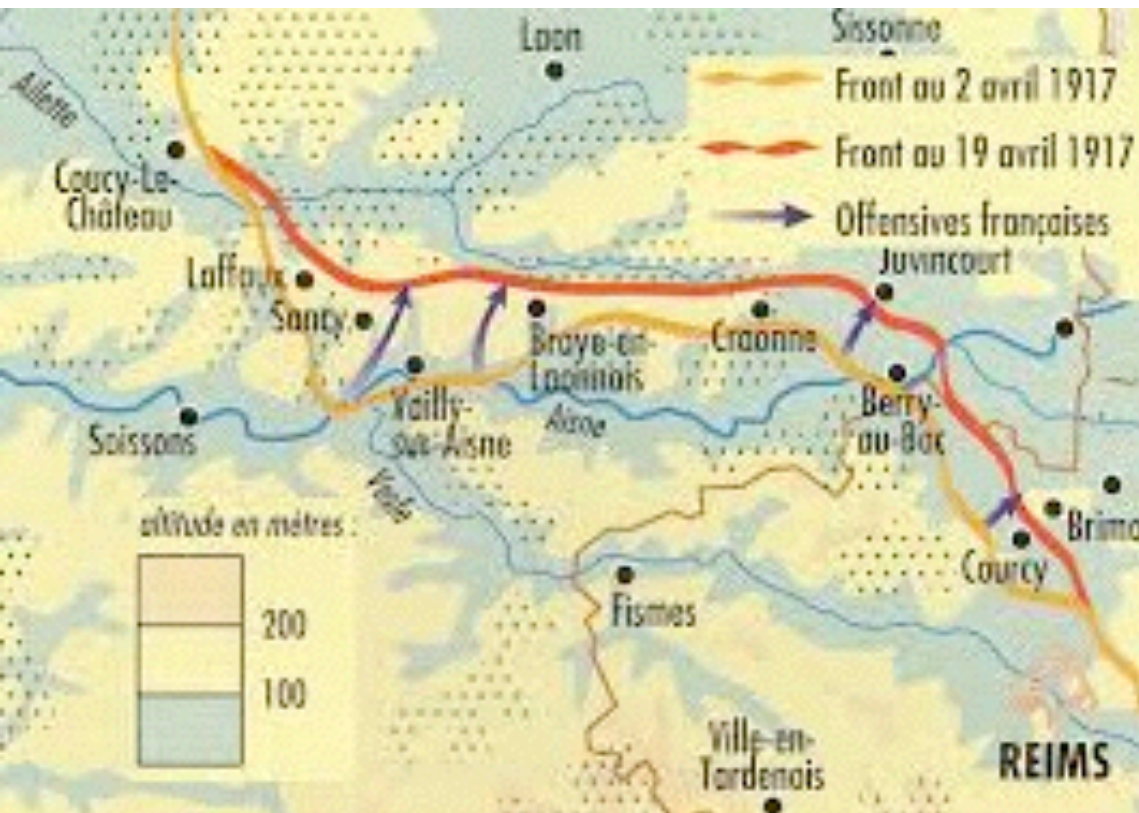 Laon
Sissonne
Ailette
Front au 2 avril 1917
Front au 19 avril 1917
Offensives françaises
Coucy-Le-
Château
Laffaux
Juvincourt
Sancy
Braye-en-
Laonnois
Craonne
Vailly-
sur-Aisne
Aisne
Berry-
au-Bac
Soissons
Vesle
altitude en mètres :
200
100
Brimo
Courcy
Fismes
Ville-en-
Tardenois
REIMS